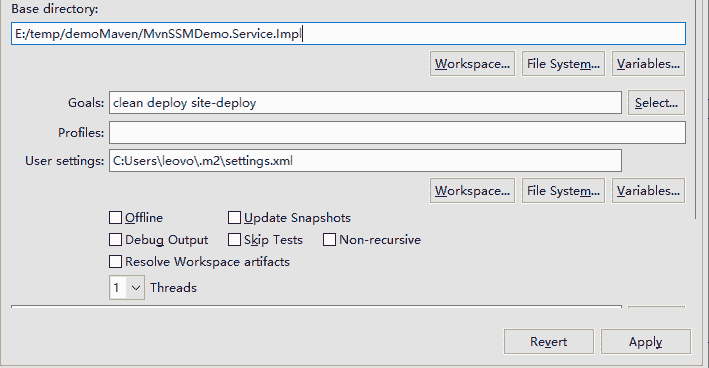 Base directory:
E:/temp/demoMaven/MvnSSMDemo.Service.Impl
Workspace... File System... Variables...
Goals: clean deploy site-deploy Select...
Profiles:
User settings: C:Users\leovo\.m2\settings.xml
Workspace... File System... Variables...
Offline Update Snapshots
Debug Output Skip Tests Non-recursive
Resolve Workspace artifacts
1 Threads
Revert Apply